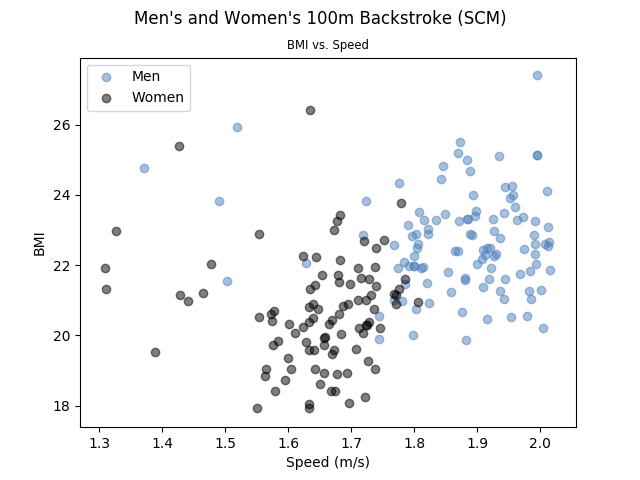 Men's and Women's 100m Backstroke (SCM)
BMI vs. Speed
Men
Women
BMI
26
24
22
20
18
1.3 1.4 1.5 1.6 1.7 1.8 1.9 2.0
Speed (m/s)